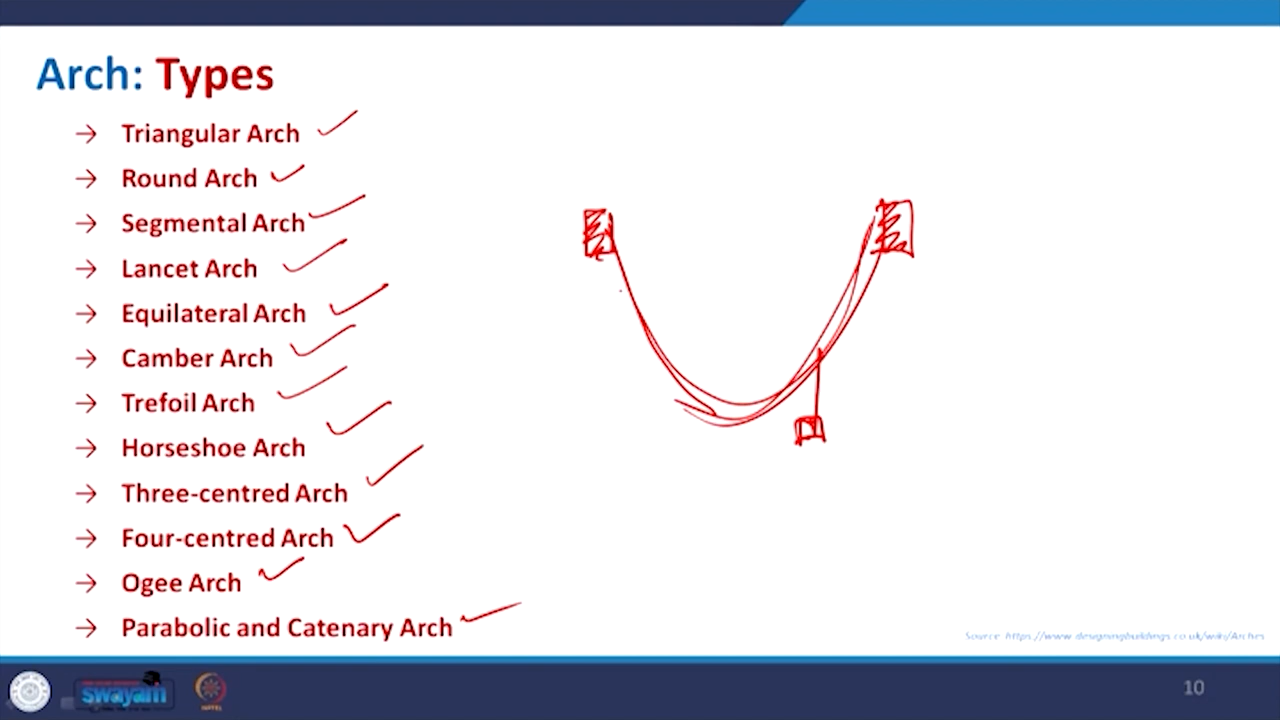 Arch: Types
→ Triangular Arch
→ Round Arch
→ Segmental Arch
→ Lancet Arch
→ Equilateral Arch
→ Camber Arch
→ Trefoil Arch
→ Horseshoe Arch
→ Three-centred Arch
→ Four-centred Arch
→ Ogee Arch
→ Parabolic and Catenary Arch
Source: https://www.designingbuildings.co.uk/wiki/Arches
swayam
10